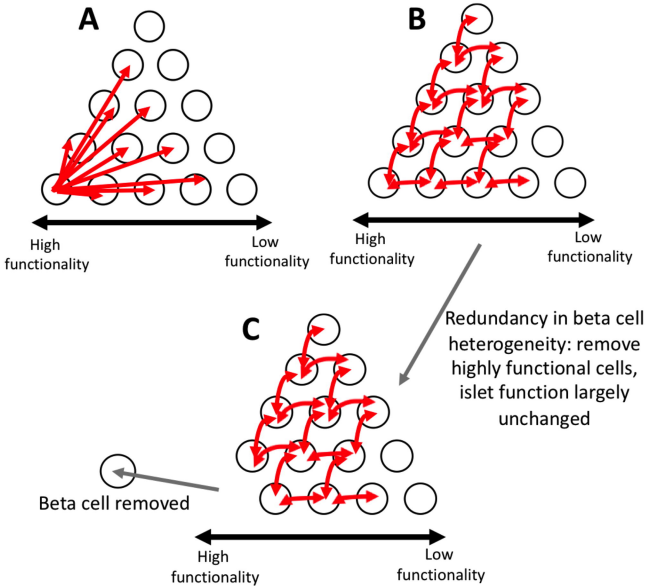 A
B
High
functionality
Low
functionality
High
functionality
Low
functionality
C
Redundancy in beta cell
heterogeneity: remove
highly functional cells,
islet function largely
unchanged
Beta cell removed
High
functionality
Low
functionality